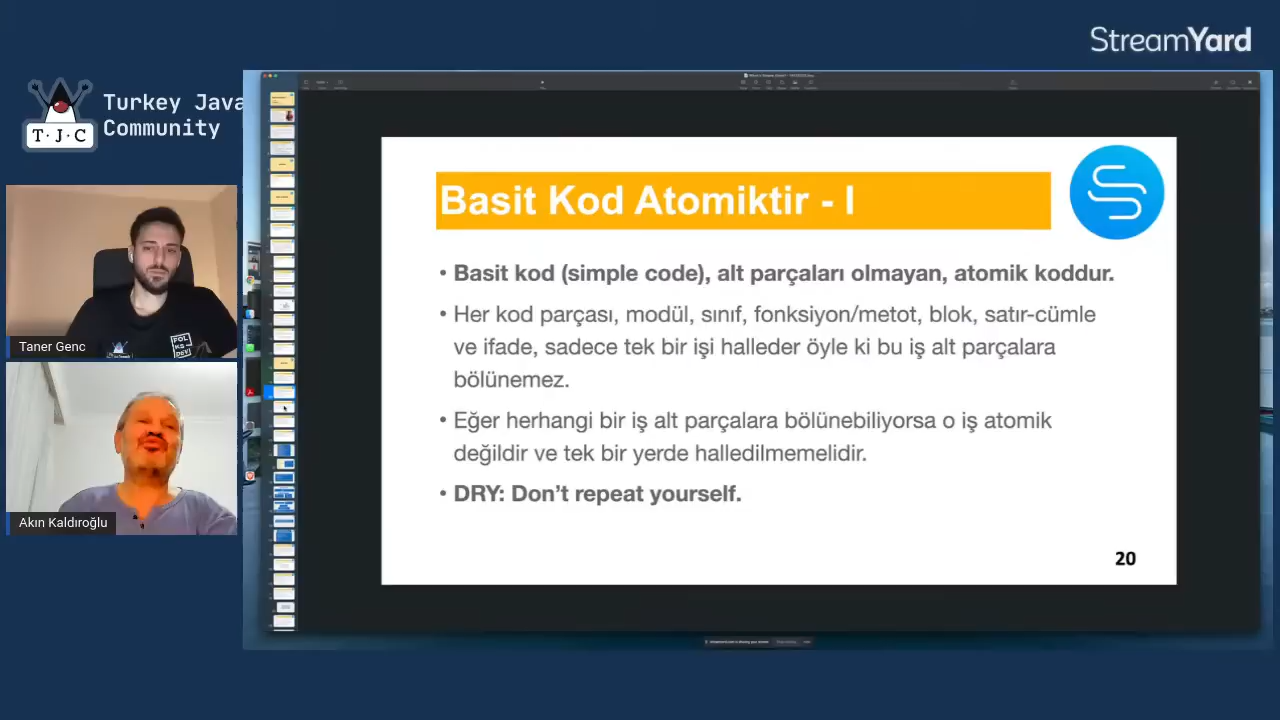 StreamYard
Turkey Java
Community
T·J·C
Basit Kod Atomiktir - I
• Basit kod (simple code), alt parçaları olmayan, atomik koddur.
• Her kod parçası, modül, sınıf, fonksiyon/metot, blok, satır-cümle
ve ifade, sadece tek bir işi halleder öyle ki bu iş alt parçalara
bölünemez.
• Eğer herhangi bir iş alt parçalara bölünebiliyorsa o iş atomik
değildir ve tek bir yerde halledilmemelidir.
• DRY: Don’t repeat yourself.
20
FOL
KS
DEV
Taner Genc
Akın Kaldıroğlu